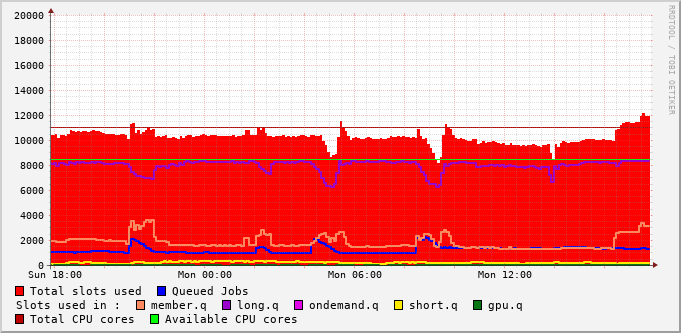 20000
18000
16000
14000
12000
10000
8000
6000
4000
2000
0
Sun 18:00 Mon 00:00 Mon 06:00 Mon 12:00
RRDTOOL / TOBI OETIKER
Total slots used Queued Jobs
Slots used in : member.q long.q ondemand.q short.q gpu.q
Total CPU cores Available CPU cores